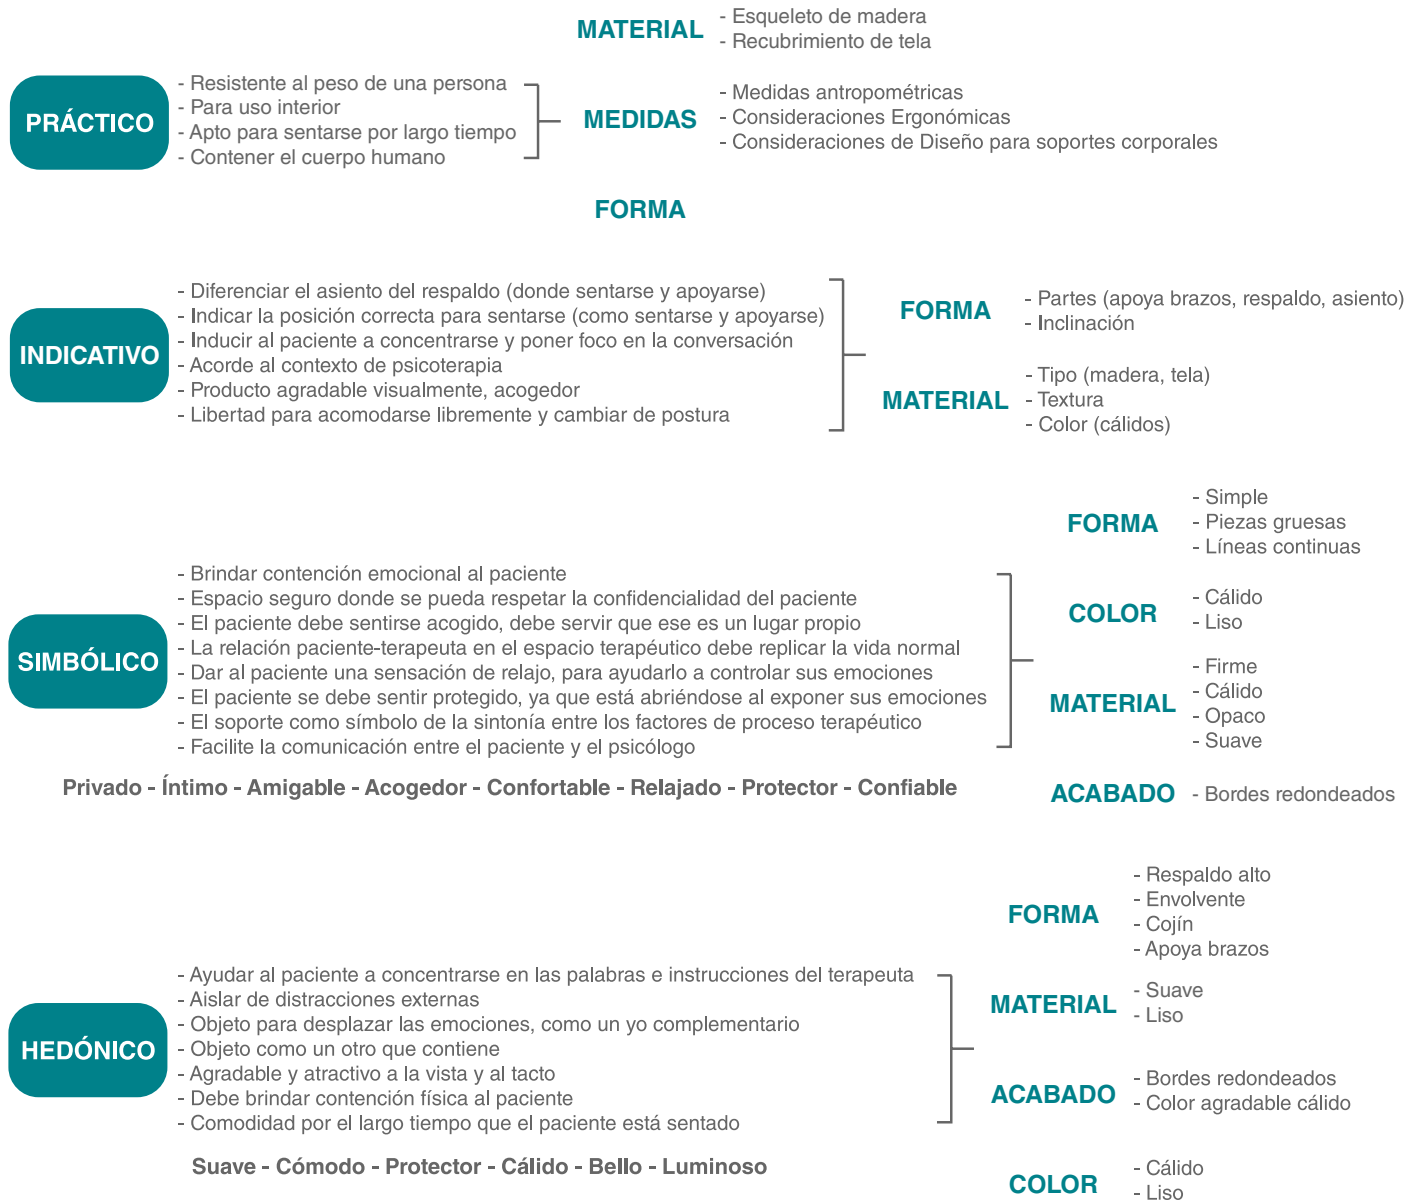 PRÁCTICO
- Resistente al peso de una persona
- Para uso interior
- Apto para sentarse por largo tiempo
- Contener el cuerpo humano
MATERIAL
- Esqueleto de madera
- Recubrimiento de tela
MEDIDAS
- Medidas antropométricas
- Consideraciones Ergonómicas
- Consideraciones de Diseño para soportes corporales
FORMA
INDICATIVO
- Diferenciar el asiento del respaldo (donde sentarse y apoyarse)
- Indicar la posición correcta para sentarse (como sentarse y apoyarse)
- Inducir al paciente a concentrarse y poner foco en la conversación
- Acorde al contexto de psicoterapia
- Producto agradable visualmente, acogedor
- Libertad para acomodarse libremente y cambiar de postura
FORMA
- Partes (apoya brazos, respaldo, asiento)
- Inclinación
MATERIAL
- Tipo (madera, tela)
- Textura
- Color (cálidos)
SIMBÓLICO
- Brindar contención emocional al paciente
- Espacio seguro donde se pueda respetar la confidencialidad del paciente
- El paciente debe sentirse acogido, debe servir que ese es un lugar propio
- La relación paciente-terapeuta en el espacio terapéutico debe replicar la vida normal
- Dar al paciente una sensación de relajo, para ayudarlo a controlar sus emociones
- El paciente se debe sentir protegido, ya que está abriéndose al exponer sus emociones
- El soporte como símbolo de la sintonía entre los factores de proceso terapéutico
- Facilite la comunicación entre el paciente y el psicólogo
Privado - Íntimo - Amigable - Acogedor - Confortable - Relajado - Protector - Confiable
FORMA
- Simple
- Piezas gruesas
- Líneas continuas
COLOR
- Cálido
- Liso
MATERIAL
- Firme
- Cálido
- Opaco
- Suave
ACABADO
- Bordes redondeados
HEDÓNICO
- Ayudar al paciente a concentrarse en las palabras e instrucciones del terapeuta
- Aislar de distracciones externas
- Objeto para desplazar las emociones, como un yo complementario
- Objeto como un otro que contiene
- Agradable y atractivo a la vista y al tacto
- Debe brindar contención física al paciente
- Comodidad por el largo tiempo que el paciente está sentado
Suave - Cómodo - Protector - Cálido - Bello - Luminoso
FORMA
- Respaldo alto
- Envolvente
- Cojín
- Apoya brazos
MATERIAL
- Suave
- Liso
ACABADO
- Bordes redondeados
- Color agradable cálido
COLOR
- Cálido
- Liso